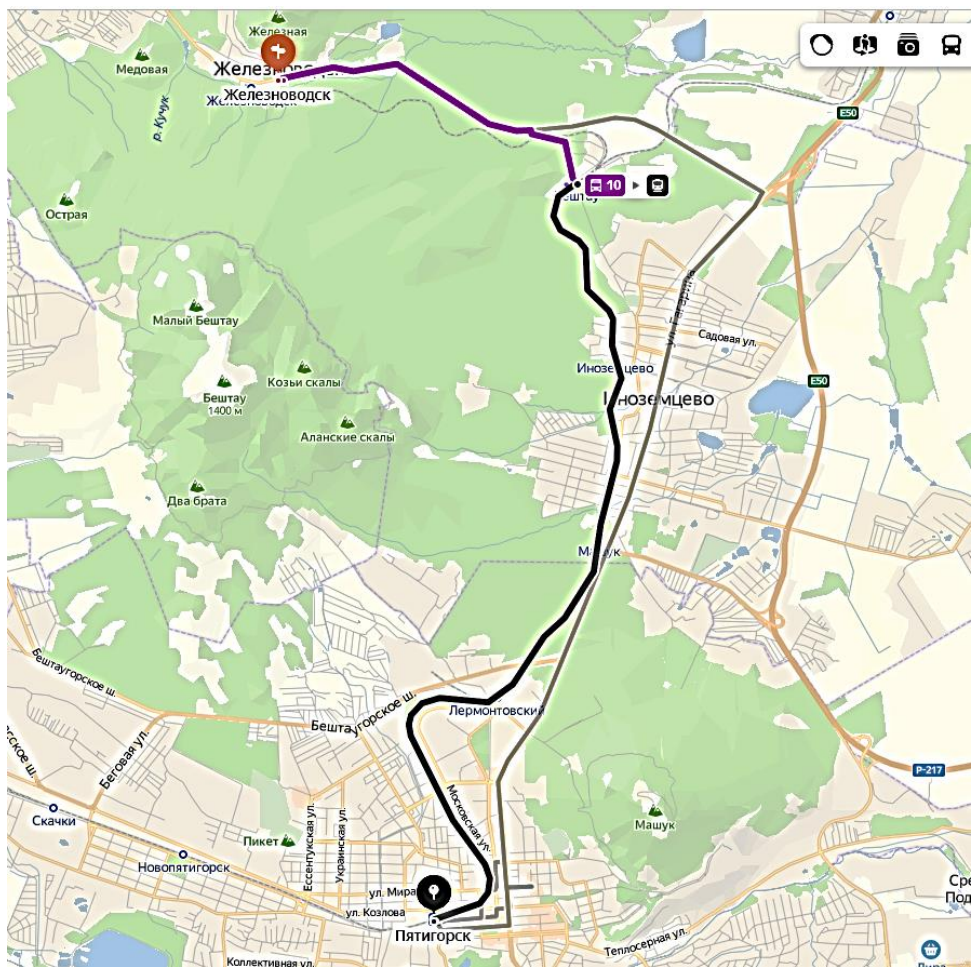 Железная
Медовая
Железноводск
Железноводск
р. Кучук
E50
10
Острая
ул. Гагарина
Садовая ул.
Малый Бештау
Иноземцево
Козьи скалы
E50
Бештау
1400 м
Иноземцево
Аланские скалы
Два брата
Машук
Бештаугорское ш.
Лермонтовский
Бештаугорское ш.
Беговая ул.
Р-217
Московская ул.
Скачки
Машук
Ессентукская ул.
Украинская ул.
Пикет
Новопятигорск
ул. Мира
ул. Козлова
Пятигорск
Теплосерная ул.
Коллективная ул.